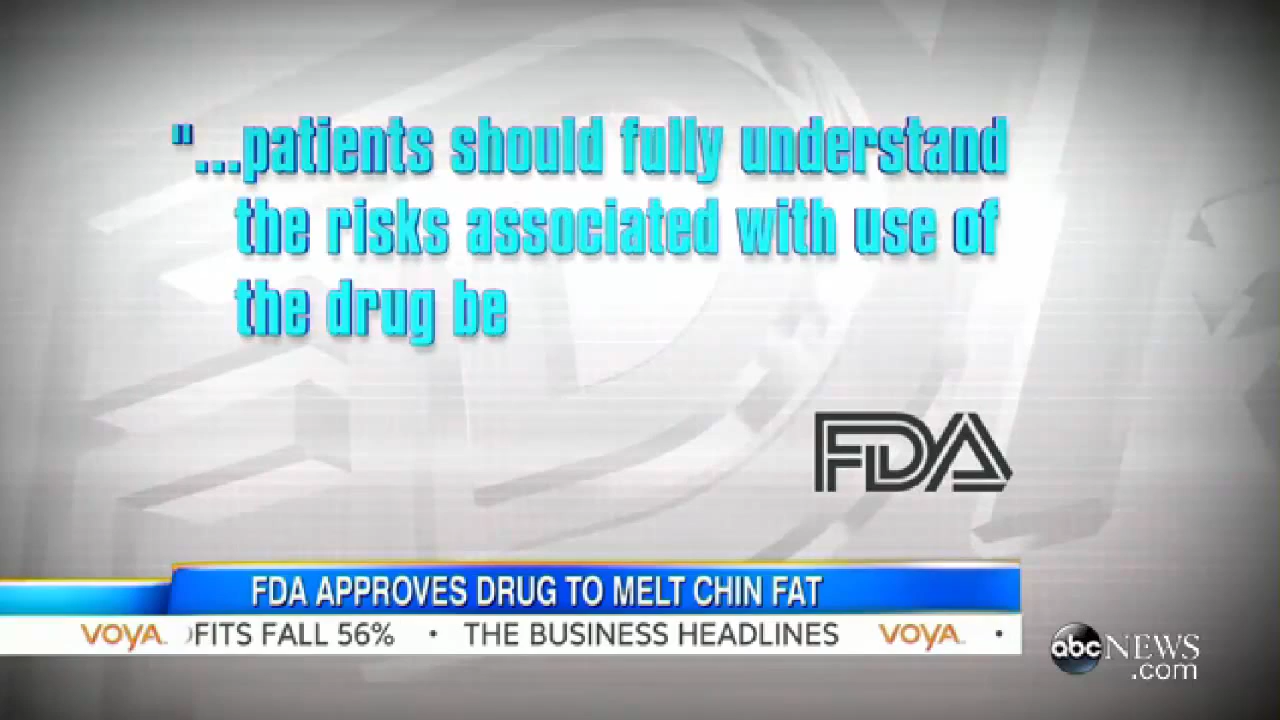 "...patients should fully understand
the risks associated with use of
the drug be
FDA
FDA APPROVES DRUG TO MELT CHIN FAT
VOYA FITS FALL 56% • THE BUSINESS HEADLINES VOYA •
abc NEWS
.com